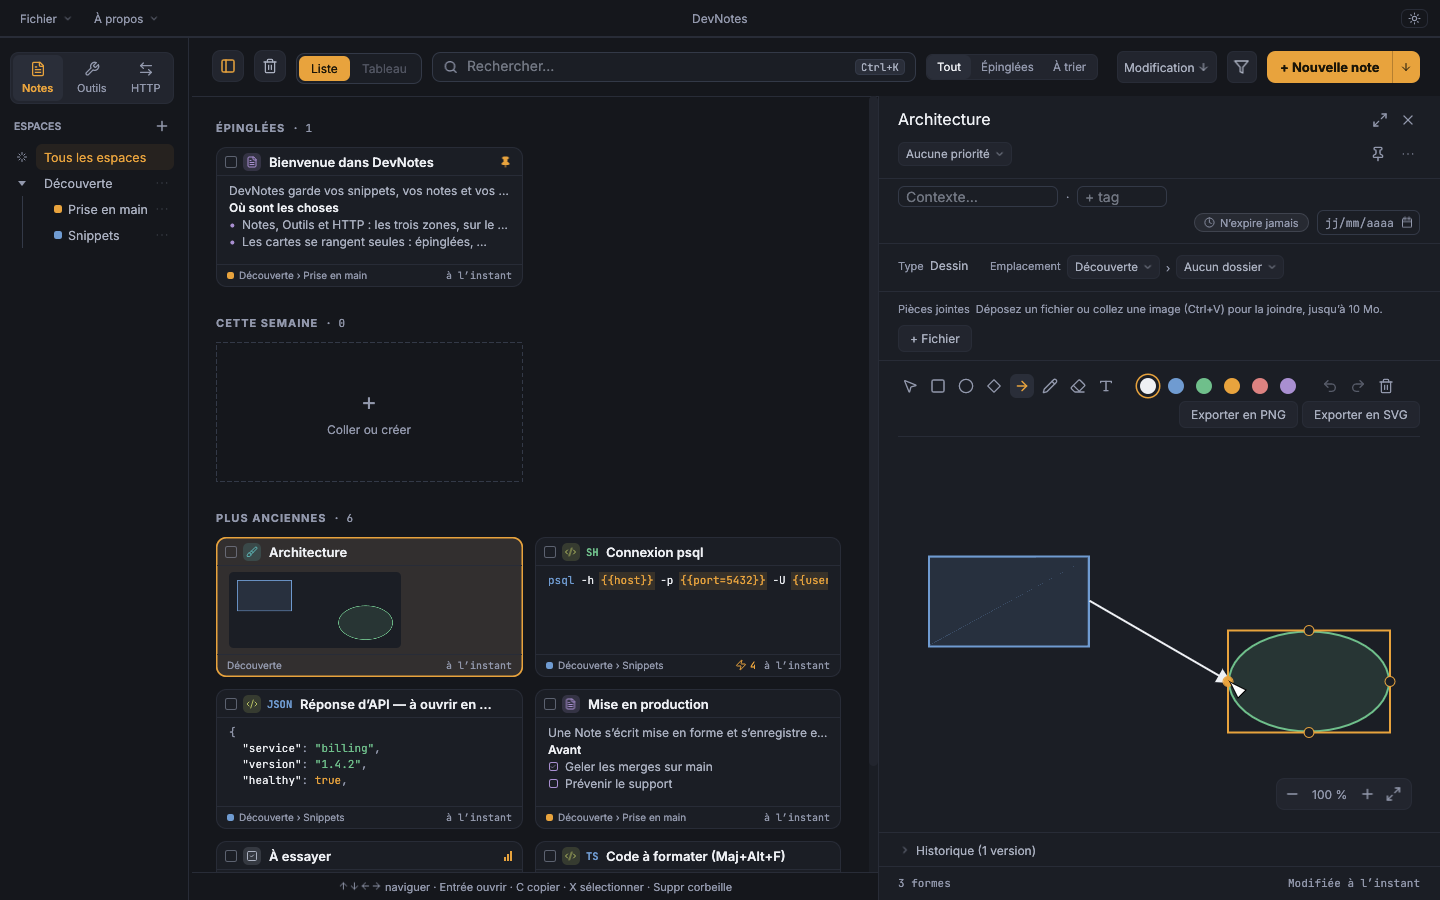 Fichier
À propos
DevNotes
Notes
Outils
HTTP
ESPACES
Tous les espaces
Découverte
Prise en main
Snippets
Liste
Tableau
Rechercher...
Ctrl+K
Tout
Épinglées
À trier
Modification
+ Nouvelle note
ÉPINGLÉES · 1
Bienvenue dans DevNotes
DevNotes garde vos snippets, vos notes et vos ...
Où sont les choses
• Notes, Outils et HTTP : les trois zones, sur le ...
• Les cartes se rangent seules : épinglées, ...
Découverte › Prise en main
à l'instant
CETTE SEMAINE · 0
+
Coller ou créer
PLUS ANCIENNES · 6
Architecture
Découverte
à l'instant
SH Connexion psql
psql -h {{host}} -p {{port=5432}} -U {{user
Découverte › Snippets
4 à l'instant
JSON Réponse d'API — à ouvrir en ...
{
"service": "billing",
"version": "1.4.2",
"healthy": true,
Découverte › Snippets
à l'instant
Mise en production
Une Note s'écrit mise en forme et s'enregistre e...
Avant
Geler les merges sur main
Prévenir le support
Découverte › Prise en main
à l'instant
À essayer
TS Code à formater (Maj+Alt+F)
↑↓←→ naviguer · Entrée ouvrir · C copier · X sélectionner · Suppr corbeille
Architecture
Aucune priorité
Contexte... · + tag
N'expire jamais
jj/mm/aaaa
Type Dessin
Emplacement Découverte › Aucun dossier
Pièces jointes Déposez un fichier ou collez une image (Ctrl+V) pour la joindre, jusqu'à 10 Mo.
+ Fichier
T
Exporter en PNG
Exporter en SVG
− 100 % +
Historique (1 version)
3 formes
Modifiée à l'instant